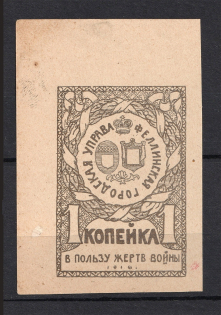 ФЕЛЛИНСКАЯ ГОРОДСКАЯ УПРАВА
1 КОПЕЙКА 1
В ПОЛЬЗУ ЖЕРТВ ВОЙНЫ